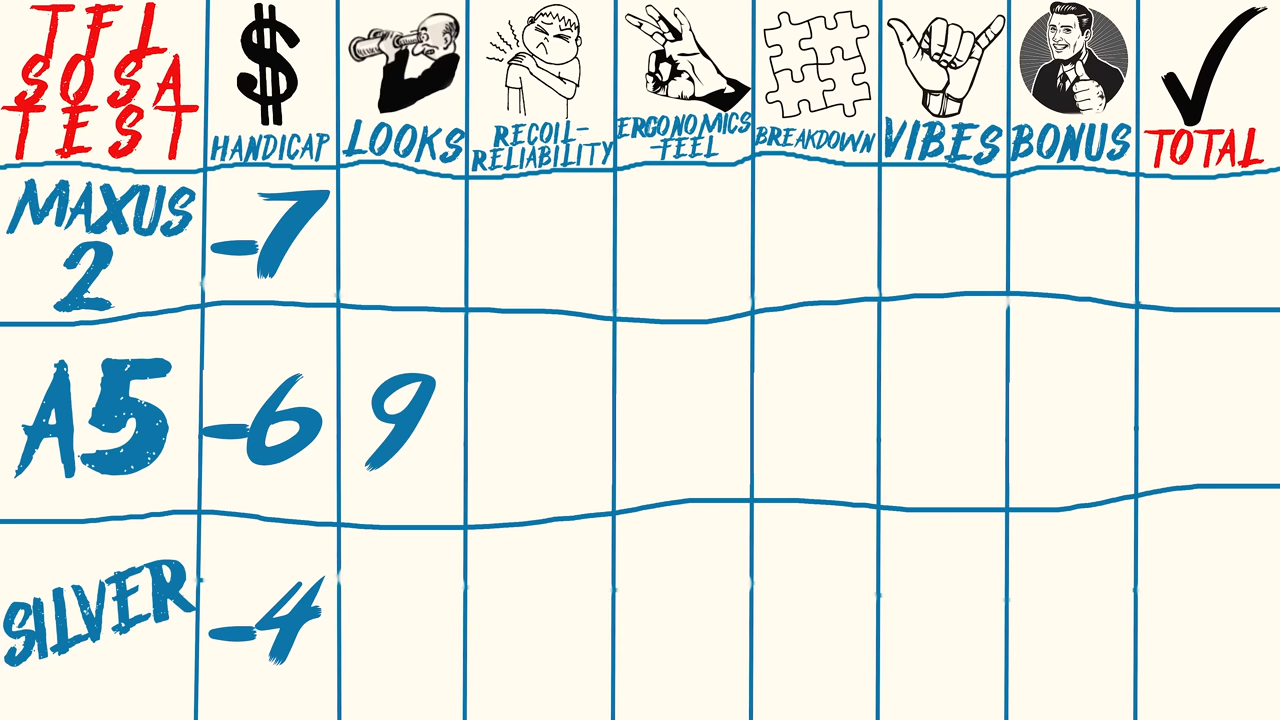 TFL
SOSA
TEST
$
HANDICAP
LOOKS
RECOIL-
RELIABILITY
ERGONOMICS
-FEEL
BREAKDOWN
VIBES
BONUS
TOTAL
MAXUS
2
-7
A5
-6
9
SILVER
-4